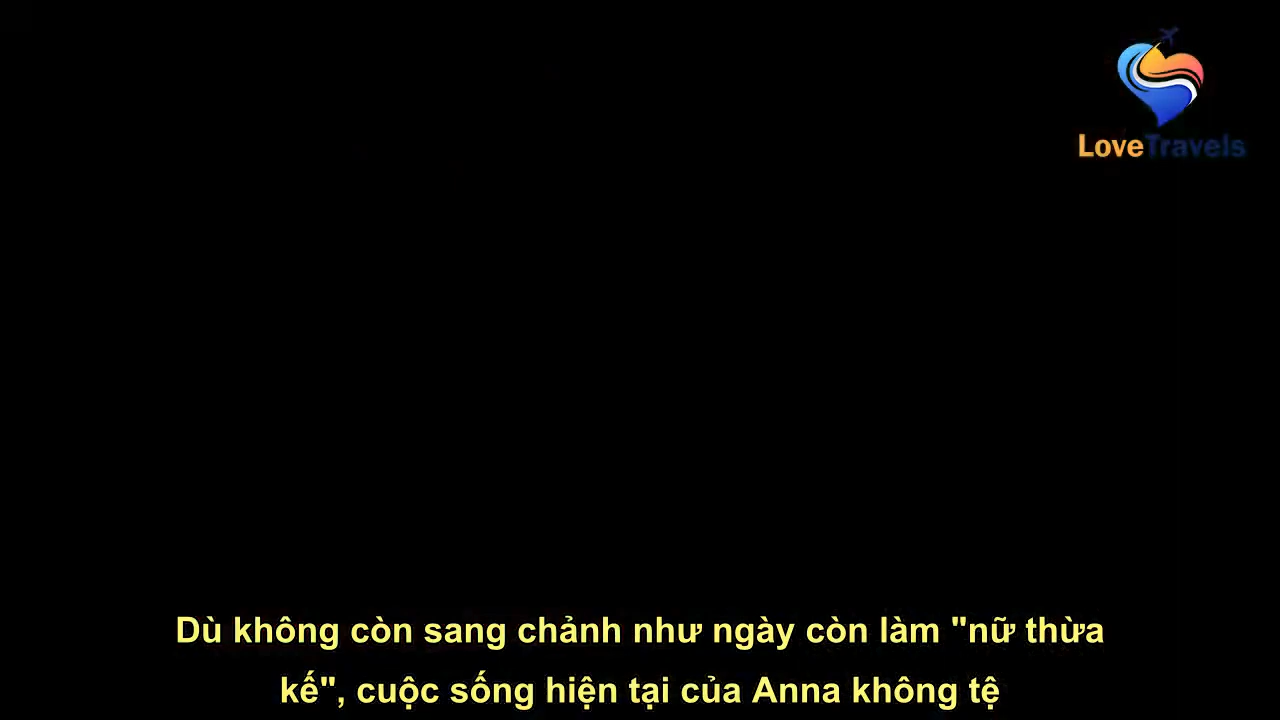 LoveTravels
Dù không còn sang chảnh như ngày còn làm "nữ thừa
kế", cuộc sống hiện tại của Anna không tệ